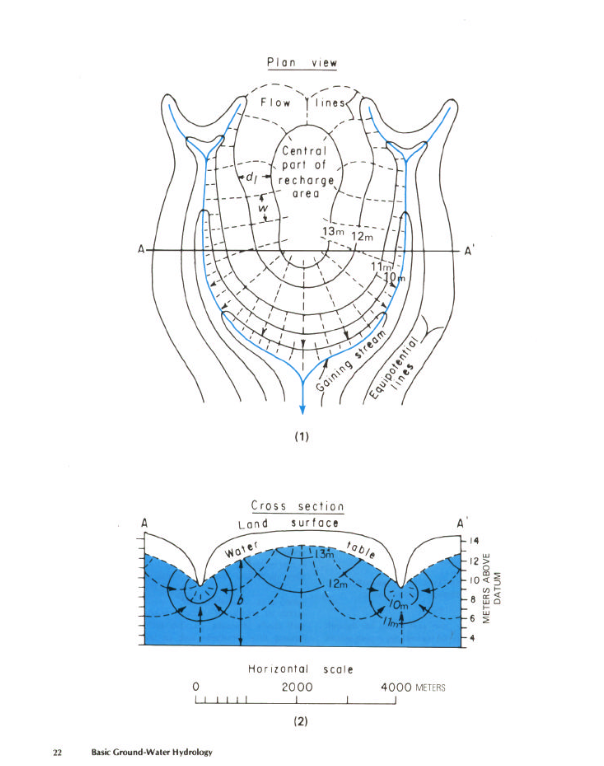 Plan view
Flow lines
Central
part of
recharge
area
dl
w
13m 12m
A A'
11m
10m
Gaining stream
Equipotential
lines
(1)
Cross section
A Land surface A'
Water table
14
13m
12
12m
10
b
10m
8
11m
6
4
METERS ABOVE
DATUM
Horizontal scale
0 2000 4000 METERS
(2)
22 Basic Ground-Water Hydrology